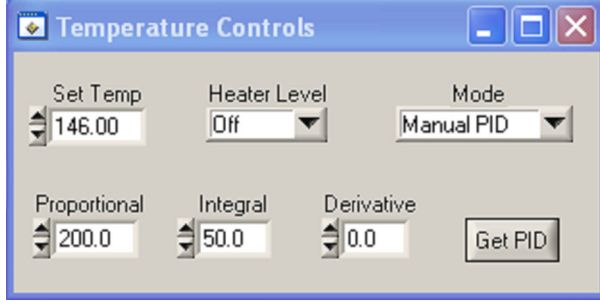 Temperature Controls
Set Temp Heater Level Mode
146.00 Off Manual PID
Proportional Integral Derivative
200.0 50.0 0.0 Get PID